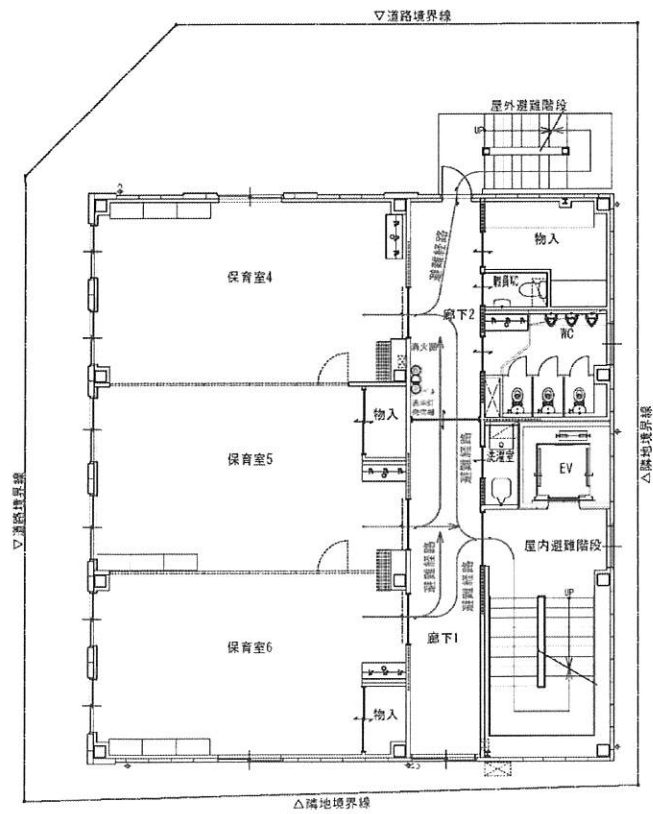 ▽道路境界線
屋外避難階段
UP
物入
保育室4
避難経路
職員WC
廊下2
WC
消火器
物入
保育室5
避難経路
洗濯室
EV
△隣地境界線
▽道路境界線
屋内避難階段
避難経路
避難経路
UP
保育室6
廊下1
物入
△隣地境界線